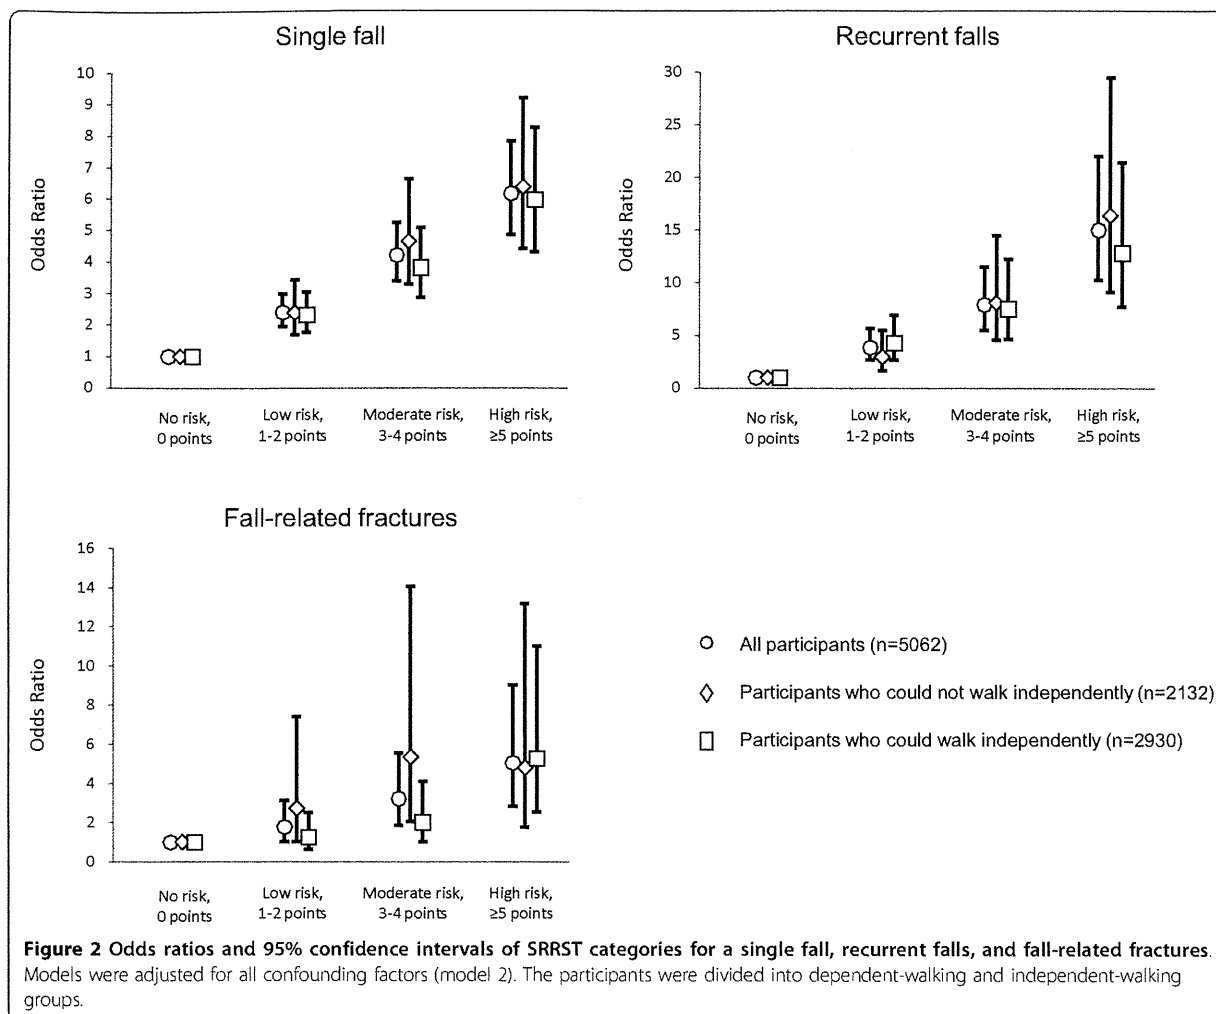 Single fall
10
9
8
7
6
5
4
3
2
1
0
Odds Ratio
No risk,
0 points
Low risk,
1-2 points
Moderate risk,
3-4 points
High risk,
≥5 points
Recurrent falls
30
25
20
15
10
5
0
Odds Ratio
No risk,
0 points
Low risk,
1-2 points
Moderate risk,
3-4 points
High risk,
≥5 points
Fall-related fractures
16
14
12
10
8
6
4
2
0
Odds Ratio
No risk,
0 points
Low risk,
1-2 points
Moderate risk,
3-4 points
High risk,
≥5 points
All participants (n=5062)
Participants who could not walk independently (n=2132)
Participants who could walk independently (n=2930)
Figure 2 Odds ratios and 95% confidence intervals of SRRST categories for a single fall, recurrent falls, and fall-related fractures.
Models were adjusted for all confounding factors (model 2). The participants were divided into dependent-walking and independent-walking
groups.